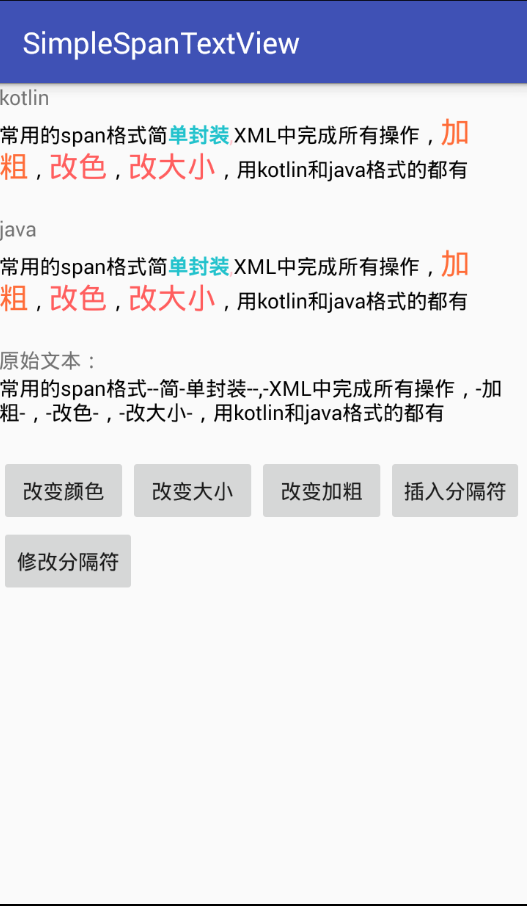 SimpleSpanTextView
kotlin
常用的span格式简单封装,XML中完成所有操作，加
粗，改色，改大小，用kotlin和java格式的都有
java
常用的span格式简单封装,XML中完成所有操作，加
粗，改色，改大小，用kotlin和java格式的都有
原始文本：
常用的span格式--简-单封装--,-XML中完成所有操作，-加
粗-，-改色-，-改大小-，用kotlin和java格式的都有
改变颜色 改变大小 改变加粗 插入分隔符
修改分隔符